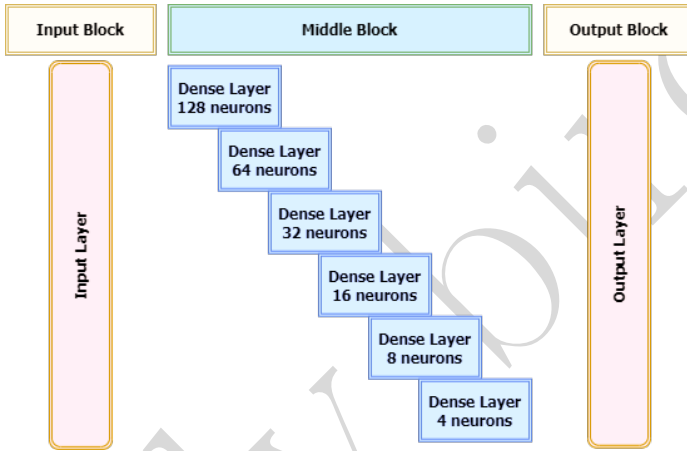 Input Block
Middle Block
Output Block
Input Layer
Dense Layer
128 neurons
Dense Layer
64 neurons
Dense Layer
32 neurons
Dense Layer
16 neurons
Dense Layer
8 neurons
Dense Layer
4 neurons
Output Layer